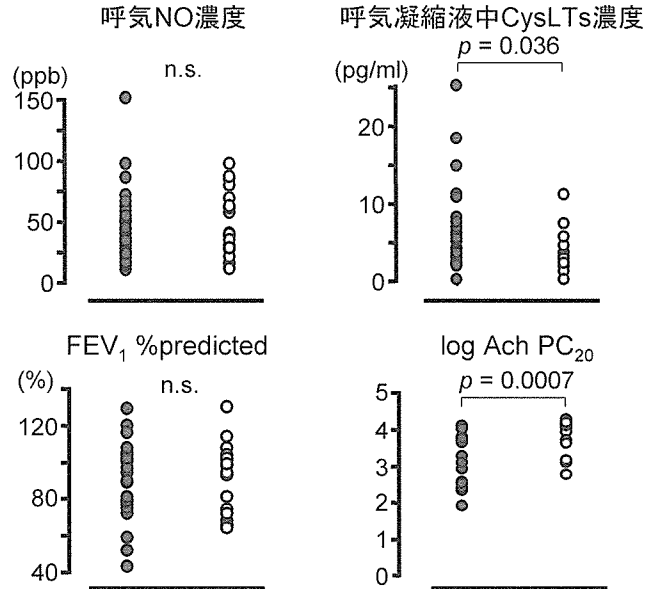 呼気NO濃度
呼気凝縮液中CysLTs濃度
(ppb)
n.s.
150
100
50
0
p = 0.036
(pg/ml)
20
10
0
FEV1 %predicted
(%)
n.s.
120
80
40
log Ach PC20
p = 0.0007
5
4
3
2
1
0